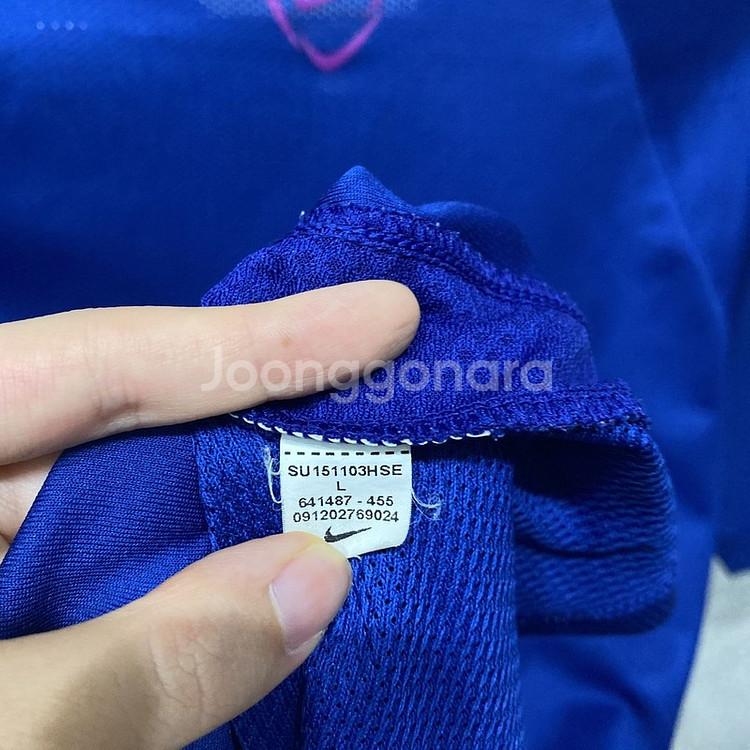 Joonggonara
SU151103HSE
L
641487 - 455
091202769024